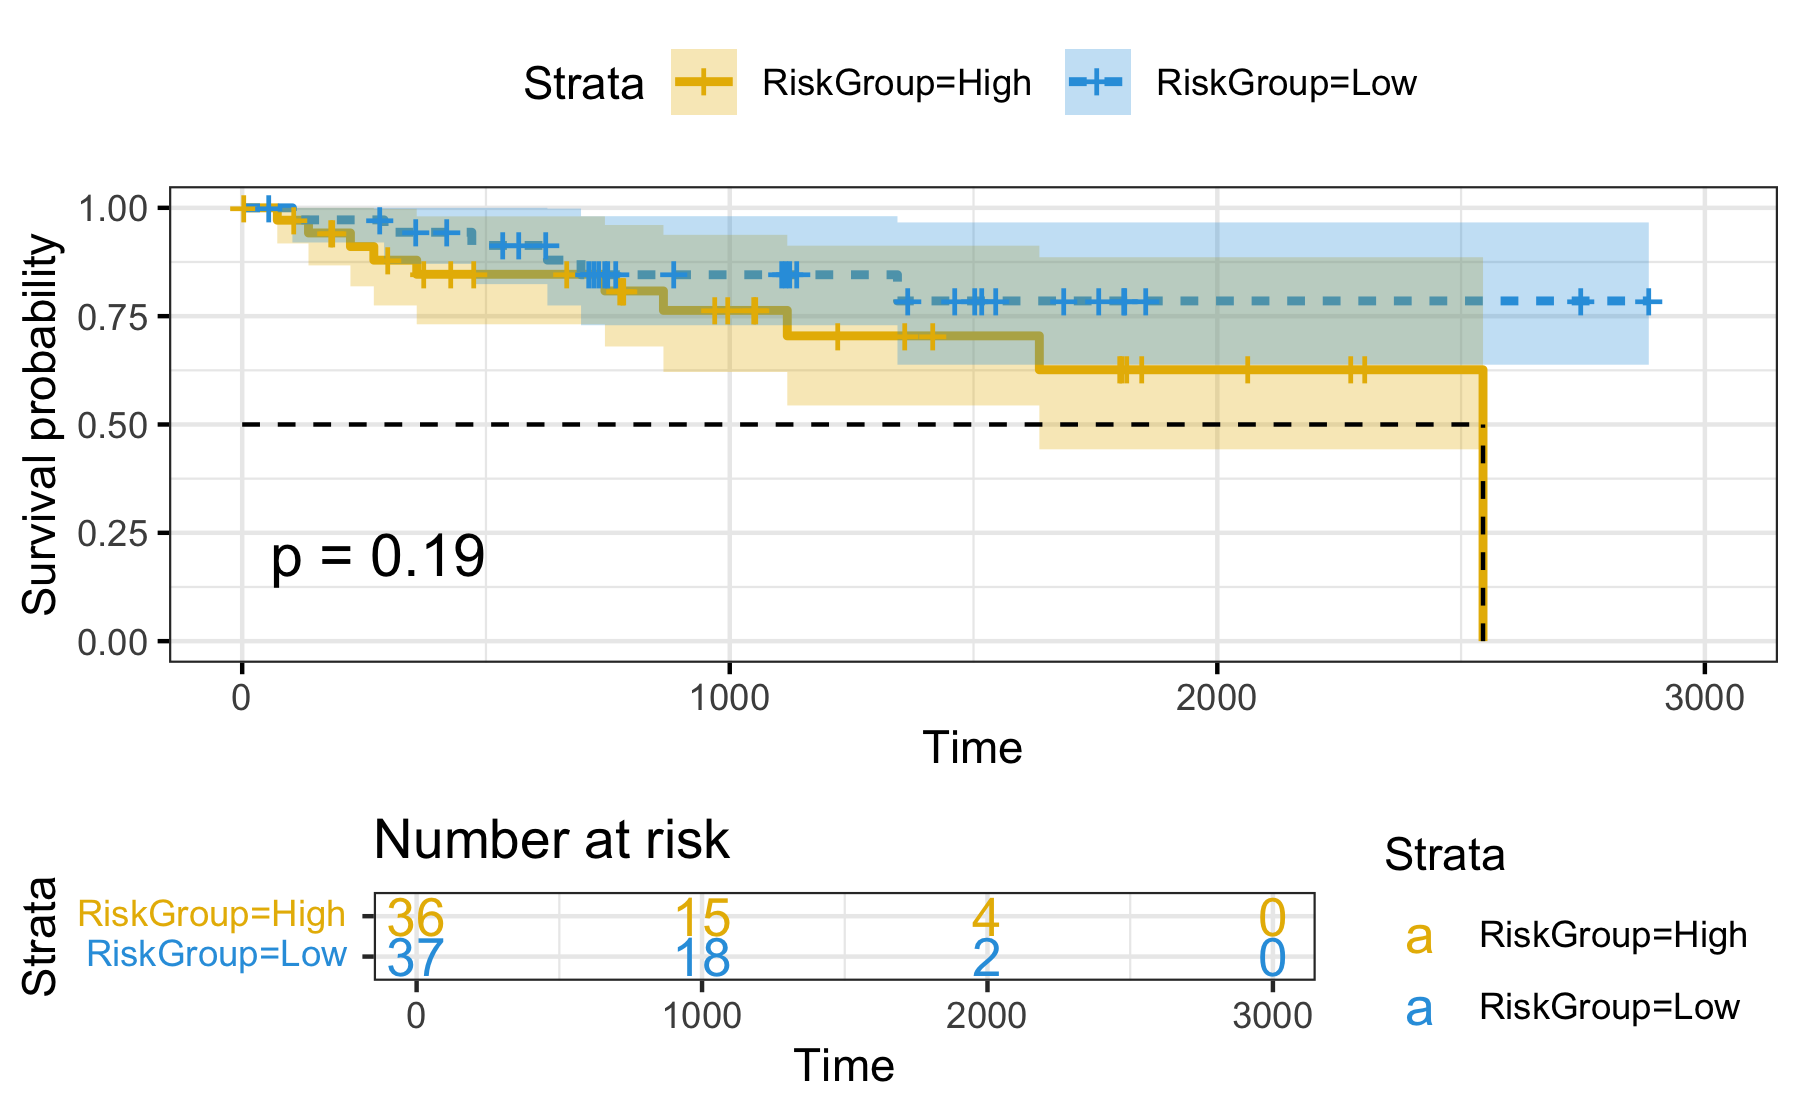 Strata RiskGroup=High RiskGroup=Low
Survival probability
1.00
0.75
0.50
0.25
0.00
p = 0.19
0 1000 2000 3000
Time
Number at risk
Strata
RiskGroup=High 36 15 4 0
RiskGroup=Low 37 18 2 0
0 1000 2000 3000
Time
Strata
a RiskGroup=High
a RiskGroup=Low